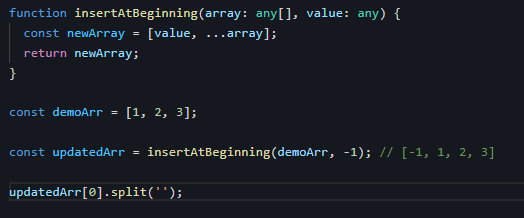 function insertAtBeginning(array: any[], value: any) {
  const newArray = [value, ...array];
  return newArray;
}
const demoArr = [1, 2, 3];
const updatedArr = insertAtBeginning(demoArr, -1); // [-1, 1, 2, 3]
updatedArr[0].split('');